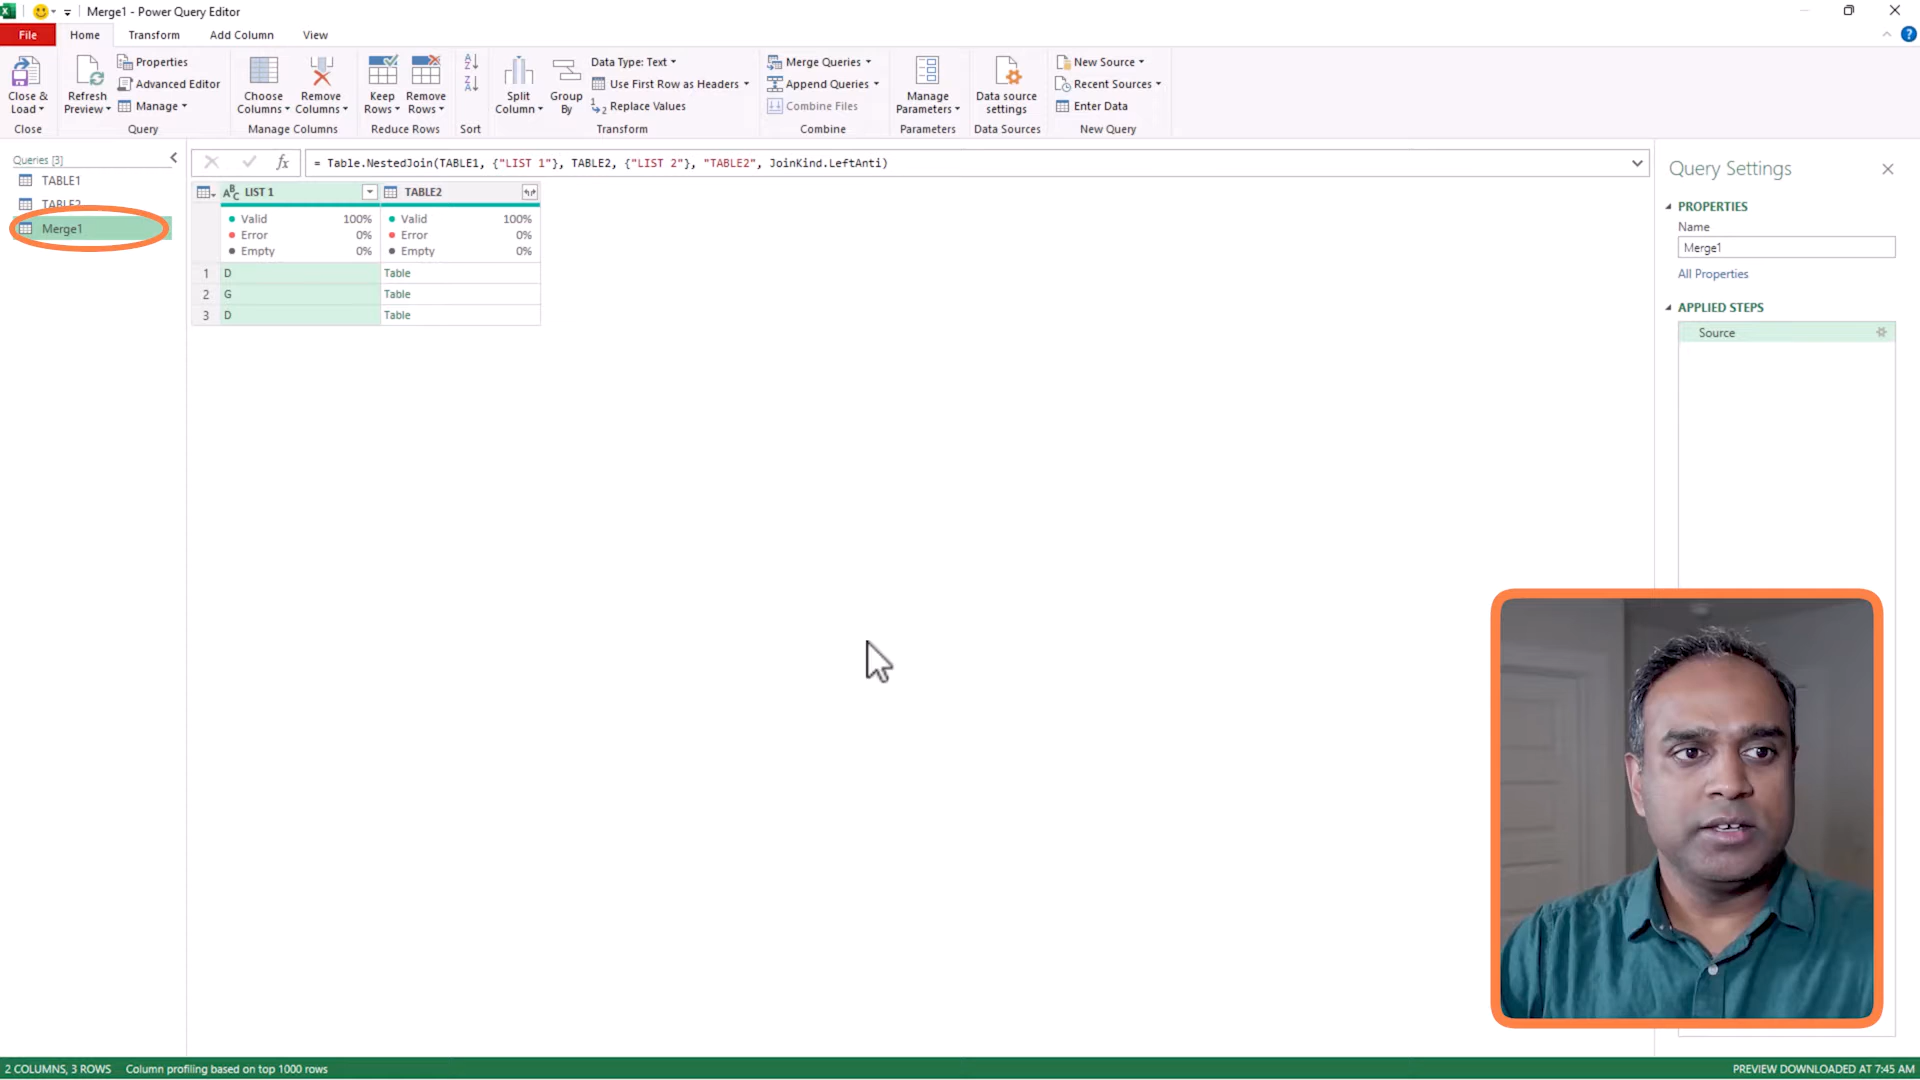 Merge1 - Power Query Editor
File Home Transform Add Column View
Close & Load
Close
Refresh Preview
Properties
Advanced Editor
Manage
Query
Choose Columns
Remove Columns
Manage Columns
Keep Rows
Remove Rows
Reduce Rows
Sort
Split Column
Group By
Data Type: Text
Use First Row as Headers
Replace Values
Transform
Merge Queries
Append Queries
Combine Files
Combine
Manage Parameters
Parameters
Data source settings
Data Sources
New Source
Recent Sources
Enter Data
New Query
Queries [3]
TABLE1
TABLE2
Merge1
fx = Table.NestedJoin(TABLE1, {"LIST 1"}, TABLE2, {"LIST 2"}, "TABLE2", JoinKind.LeftAnti)
LIST 1 TABLE2
Valid 100% Valid 100%
Error 0% Error 0%
Empty 0% Empty 0%
1 D Table
2 G Table
3 D Table
Query Settings
PROPERTIES
Name
Merge1
All Properties
APPLIED STEPS
Source
2 COLUMNS, 3 ROWS Column profiling based on top 1000 rows
PREVIEW DOWNLOADED AT 7:45 AM